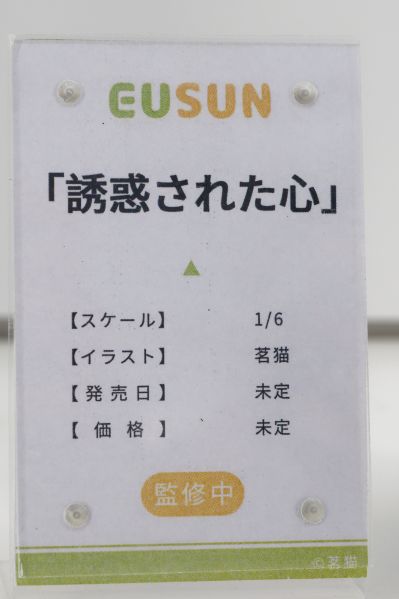 EUSUN
「誘惑された心」
【スケール】 1/6
【イラスト】 茗猫
【発売日】 未定
【価格】 未定
監修中
©茗猫